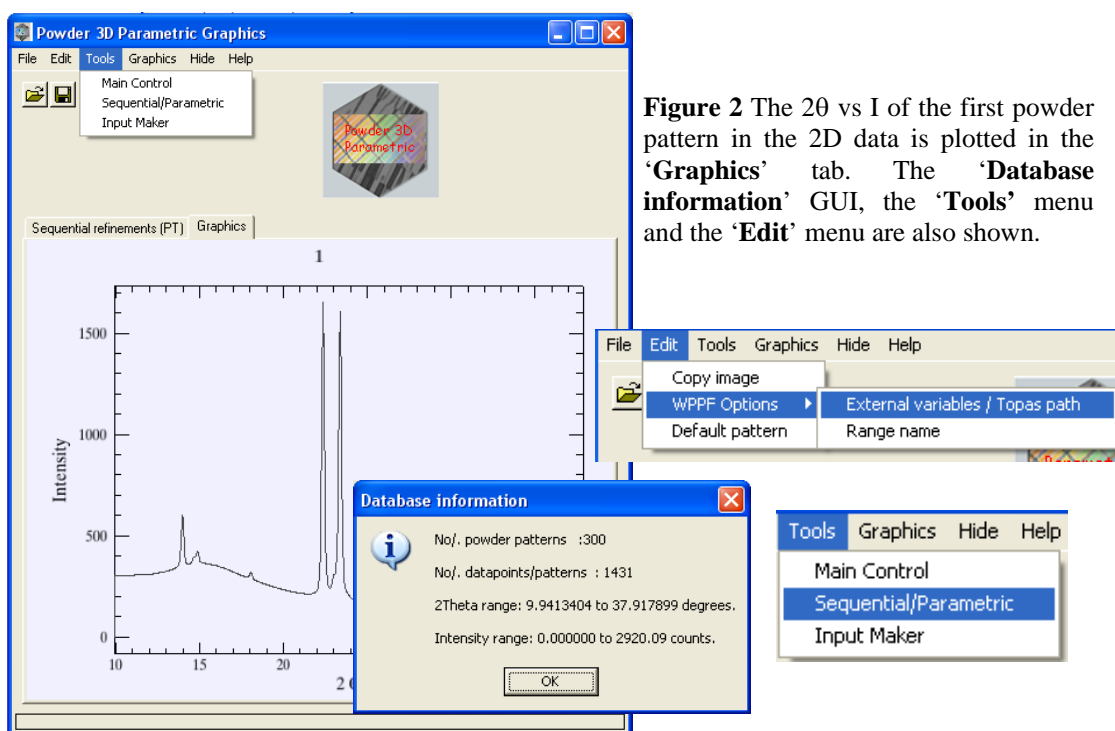 Powder 3D Parametric Graphics
File Edit Tools Graphics Hide Help
Main Control
Sequential/Parametric
Input Maker
Powder 3D
Parametric
Sequential refinements (PT) Graphics
1
1500
1000
500
0
Intensity
10 15 20
2
Figure 2 The 2θ vs I of the first powder
pattern in the 2D data is plotted in the
‘Graphics’ tab. The ‘Database
information’ GUI, the ‘Tools’ menu
and the ‘Edit’ menu are also shown.
File Edit Tools Graphics Hide Help
Copy image
WPPF Options External variables / Topas path
Default pattern Range name
Database information
No/. powder patterns :300
No/. datapoints/patterns : 1431
2Theta range: 9.9413404 to 37.917899 degrees.
Intensity range: 0.000000 to 2920.09 counts.
OK
Tools Graphics Hide Help
Main Control
Sequential/Parametric
Input Maker